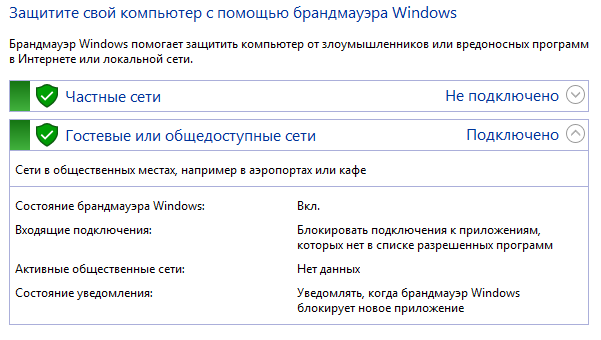 Защитите свой компьютер с помощью брандмауэра Windows
Брандмауэр Windows помогает защитить компьютер от злоумышленников или вредоносных программ
в Интернете или локальной сети.
Частные сети Не подключено
Гостевые или общедоступные сети Подключено
Сети в общественных местах, например в аэропортах или кафе
Состояние брандмауэра Windows: Вкл.
Входящие подключения: Блокировать подключения к приложениям,
которых нет в списке разрешенных программ
Активные общественные сети: Нет данных
Состояние уведомления: Уведомлять, когда брандмауэр Windows
блокирует новое приложение